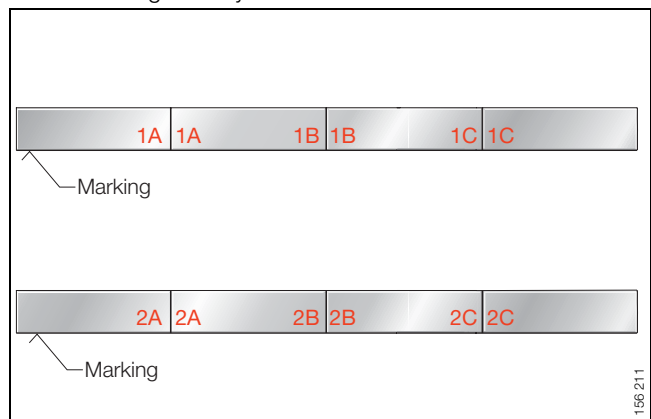 1A 1A 1B 1B 1C 1C
Marking
2A 2A 2B 2B 2C 2C
Marking
156 211